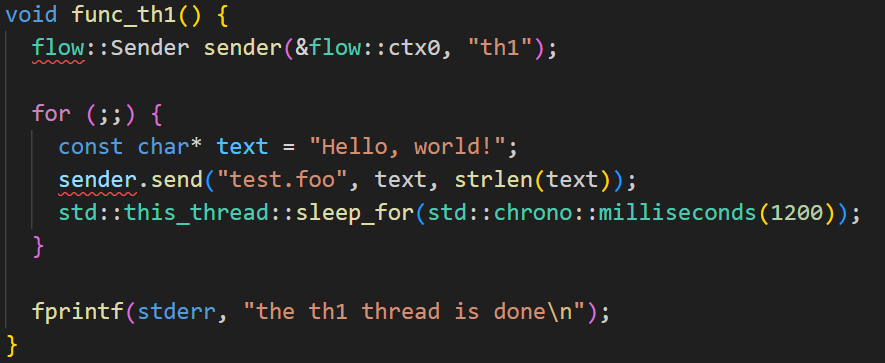 void func_th1() {
  flow::Sender sender(&flow::ctx0, "th1");

  for (;;) {
    const char* text = "Hello, world!";
    sender.send("test.foo", text, strlen(text));
    std::this_thread::sleep_for(std::chrono::milliseconds(1200));
  }

  fprintf(stderr, "the th1 thread is done\n");
}